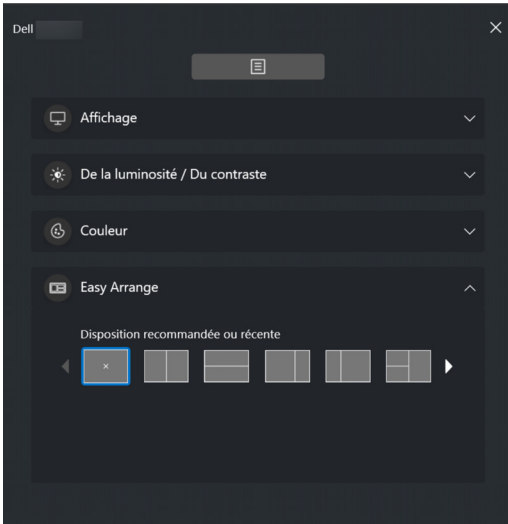 Dell
Affichage
De la luminosité / Du contraste
Couleur
Easy Arrange
Disposition recommandée ou récente